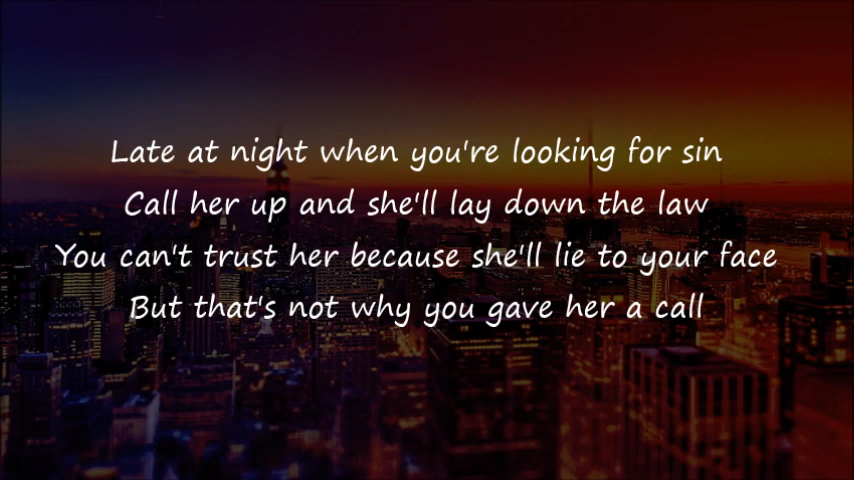 Late at night when you're looking for sin
Call her up and she'll lay down the law
You can't trust her because she'll lie to your face
But that's not why you gave her a call